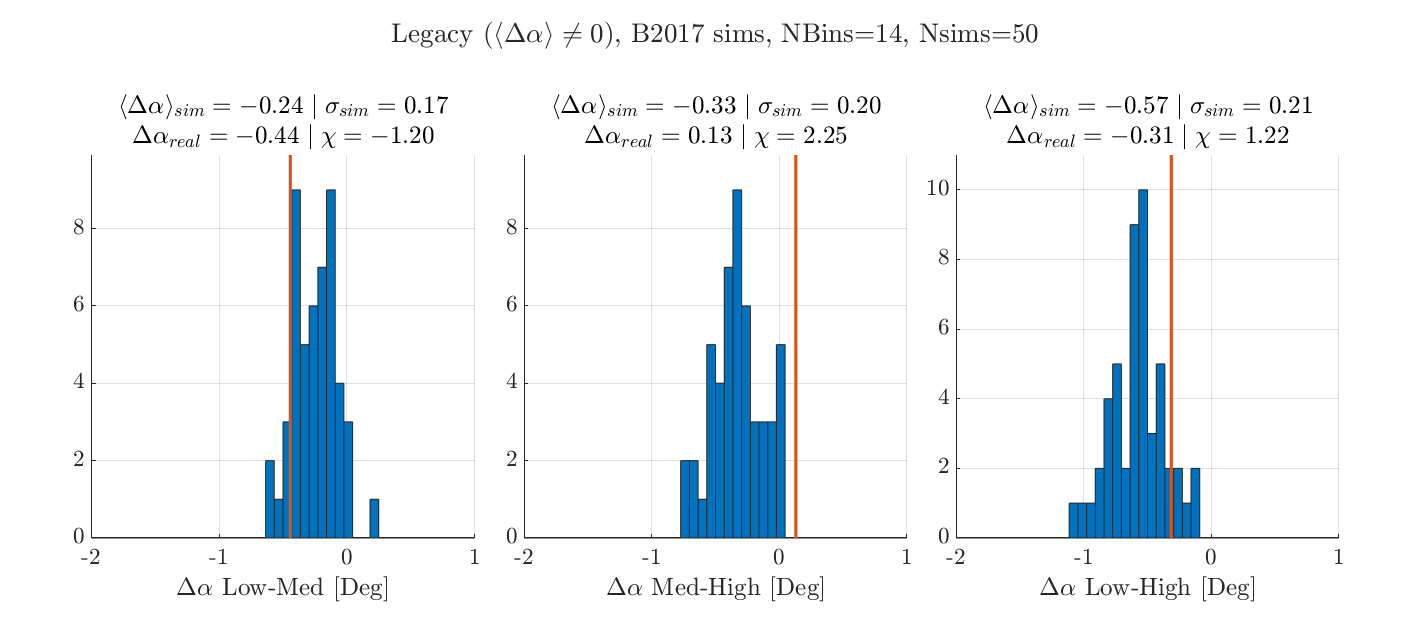 Legacy (⟨Δα⟩ ≠ 0), B2017 sims, NBins=14, Nsims=50
⟨Δα⟩sim = −0.24 | σsim = 0.17
Δαreal = −0.44 | χ = −1.20
8
6
4
2
0
-2 -1 0 1
Δα Low-Med [Deg]
⟨Δα⟩sim = −0.33 | σsim = 0.20
Δαreal = 0.13 | χ = 2.25
8
6
4
2
0
-2 -1 0 1
Δα Med-High [Deg]
⟨Δα⟩sim = −0.57 | σsim = 0.21
Δαreal = −0.31 | χ = 1.22
10
8
6
4
2
0
-2 -1 0 1
Δα Low-High [Deg]